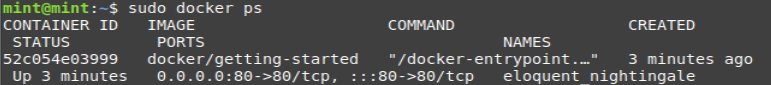 mint@mint:~$ sudo docker ps
CONTAINER ID   IMAGE                    COMMAND                  CREATED
 STATUS         PORTS                               NAMES
52c054e03999   docker/getting-started   "/docker-entrypoint.…"   3 minutes ago
 Up 3 minutes   0.0.0.0:80->80/tcp, :::80->80/tcp   eloquent_nightingale